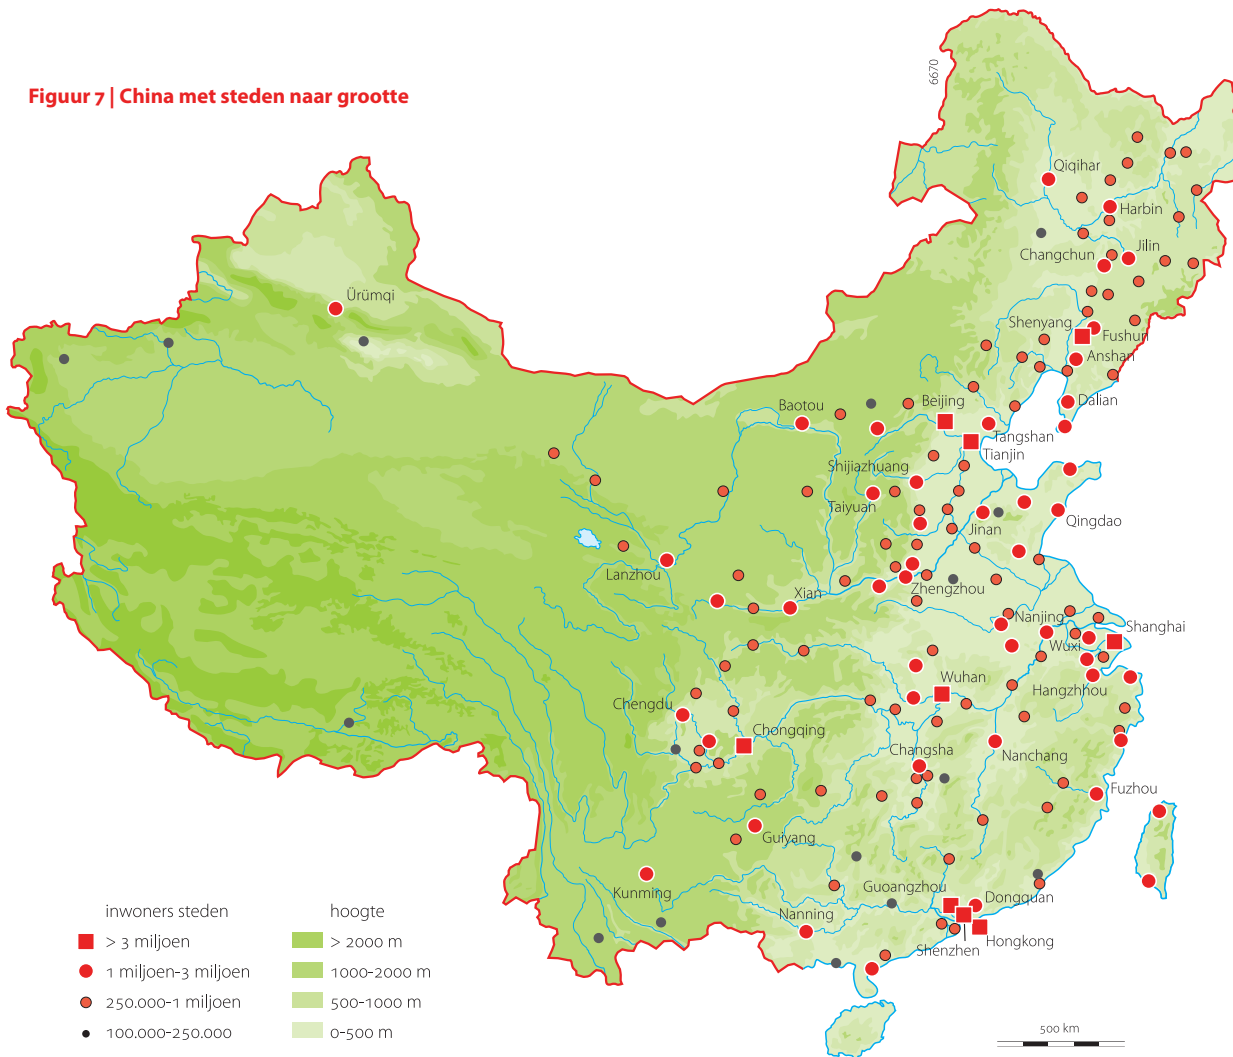 Figuur 7 | China met steden naar grootte
6670
Qiqihar
Harbin
Jilin
Changchun
Ürümqi
Shenyang
Fushun
Anshan
Dalian
Baotou
Beijing
Tangshan
Tianjin
Shijiazhuang
Taiyuan
Jinan
Qingdao
Lanzhou
Zhengzhou
Xian
Nanjing
Shanghai
Wuxi
Wuhan
Hangzhhou
Chengdu
Chongqing
Changsha
Nanchang
Fuzhou
Guiyang
Kunming
Guoangzhou
Dongquan
Nanning
Shenzhen
Hongkong
inwoners steden
> 3 miljoen
1 miljoen-3 miljoen
250.000-1 miljoen
100.000-250.000
hoogte
> 2000 m
1000-2000 m
500-1000 m
0-500 m
500 km